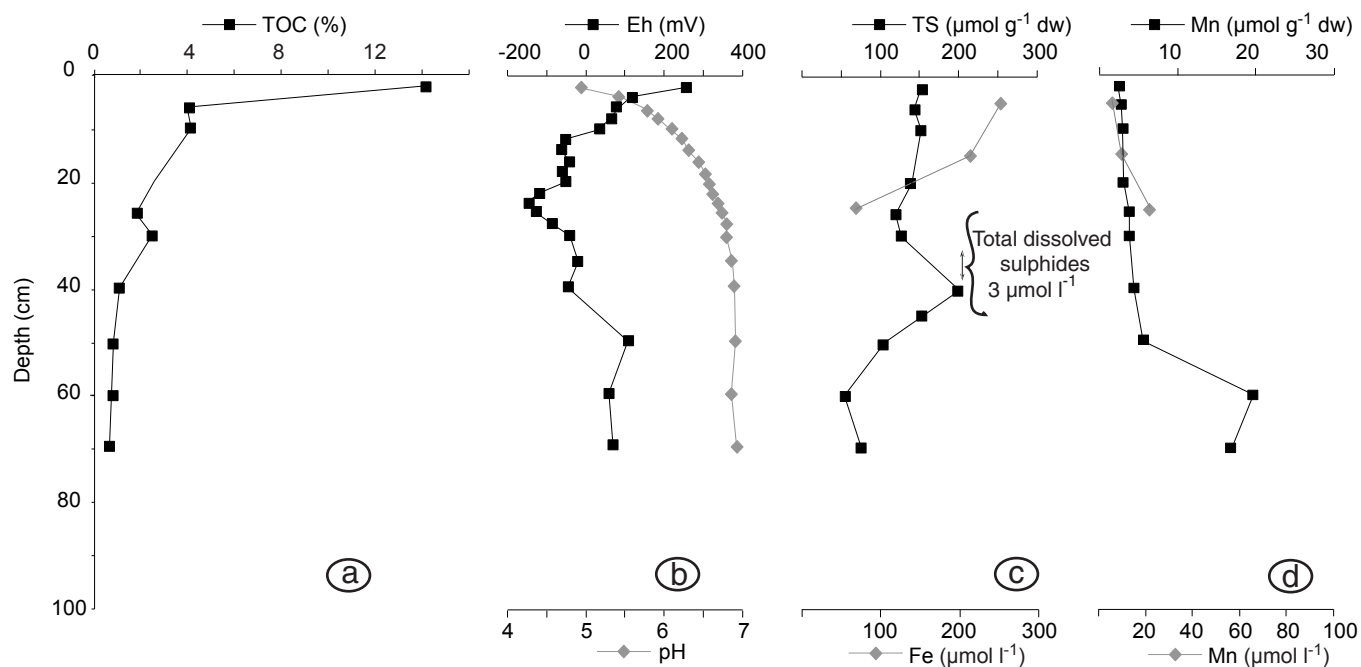 TOC (%)
0 4 8 12
Eh (mV)
-200 0 200 400
TS (µmol g⁻¹ dw)
100 200 300
Mn (µmol g⁻¹ dw)
10 20 30
Depth (cm)
0
20
40
60
80
100
Total dissolved
sulphides
3 µmol l⁻¹
a
b
c
d
4 5 6 7
pH
100 200 300
Fe (µmol l⁻¹)
20 40 60 80 100
Mn (µmol l⁻¹)